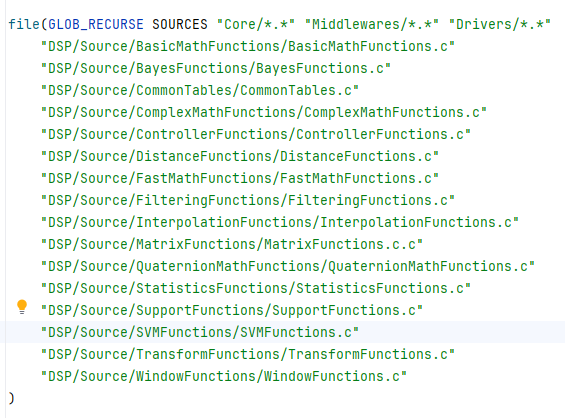 file(GLOB_RECURSE SOURCES "Core/*.*" "Middlewares/*.*" "Drivers/*.*"
"DSP/Source/BasicMathFunctions/BasicMathFunctions.c"
"DSP/Source/BayesFunctions/BayesFunctions.c"
"DSP/Source/CommonTables/CommonTables.c"
"DSP/Source/ComplexMathFunctions/ComplexMathFunctions.c"
"DSP/Source/ControllerFunctions/ControllerFunctions.c"
"DSP/Source/DistanceFunctions/DistanceFunctions.c"
"DSP/Source/FastMathFunctions/FastMathFunctions.c"
"DSP/Source/FilteringFunctions/FilteringFunctions.c"
"DSP/Source/InterpolationFunctions/InterpolationFunctions.c"
"DSP/Source/MatrixFunctions/MatrixFunctions.c.c"
"DSP/Source/QuaternionMathFunctions/QuaternionMathFunctions.c"
"DSP/Source/StatisticsFunctions/StatisticsFunctions.c"
"DSP/Source/SupportFunctions/SupportFunctions.c"
"DSP/Source/SVMFunctions/SVMFunctions.c"
"DSP/Source/TransformFunctions/TransformFunctions.c"
"DSP/Source/WindowFunctions/WindowFunctions.c"
)